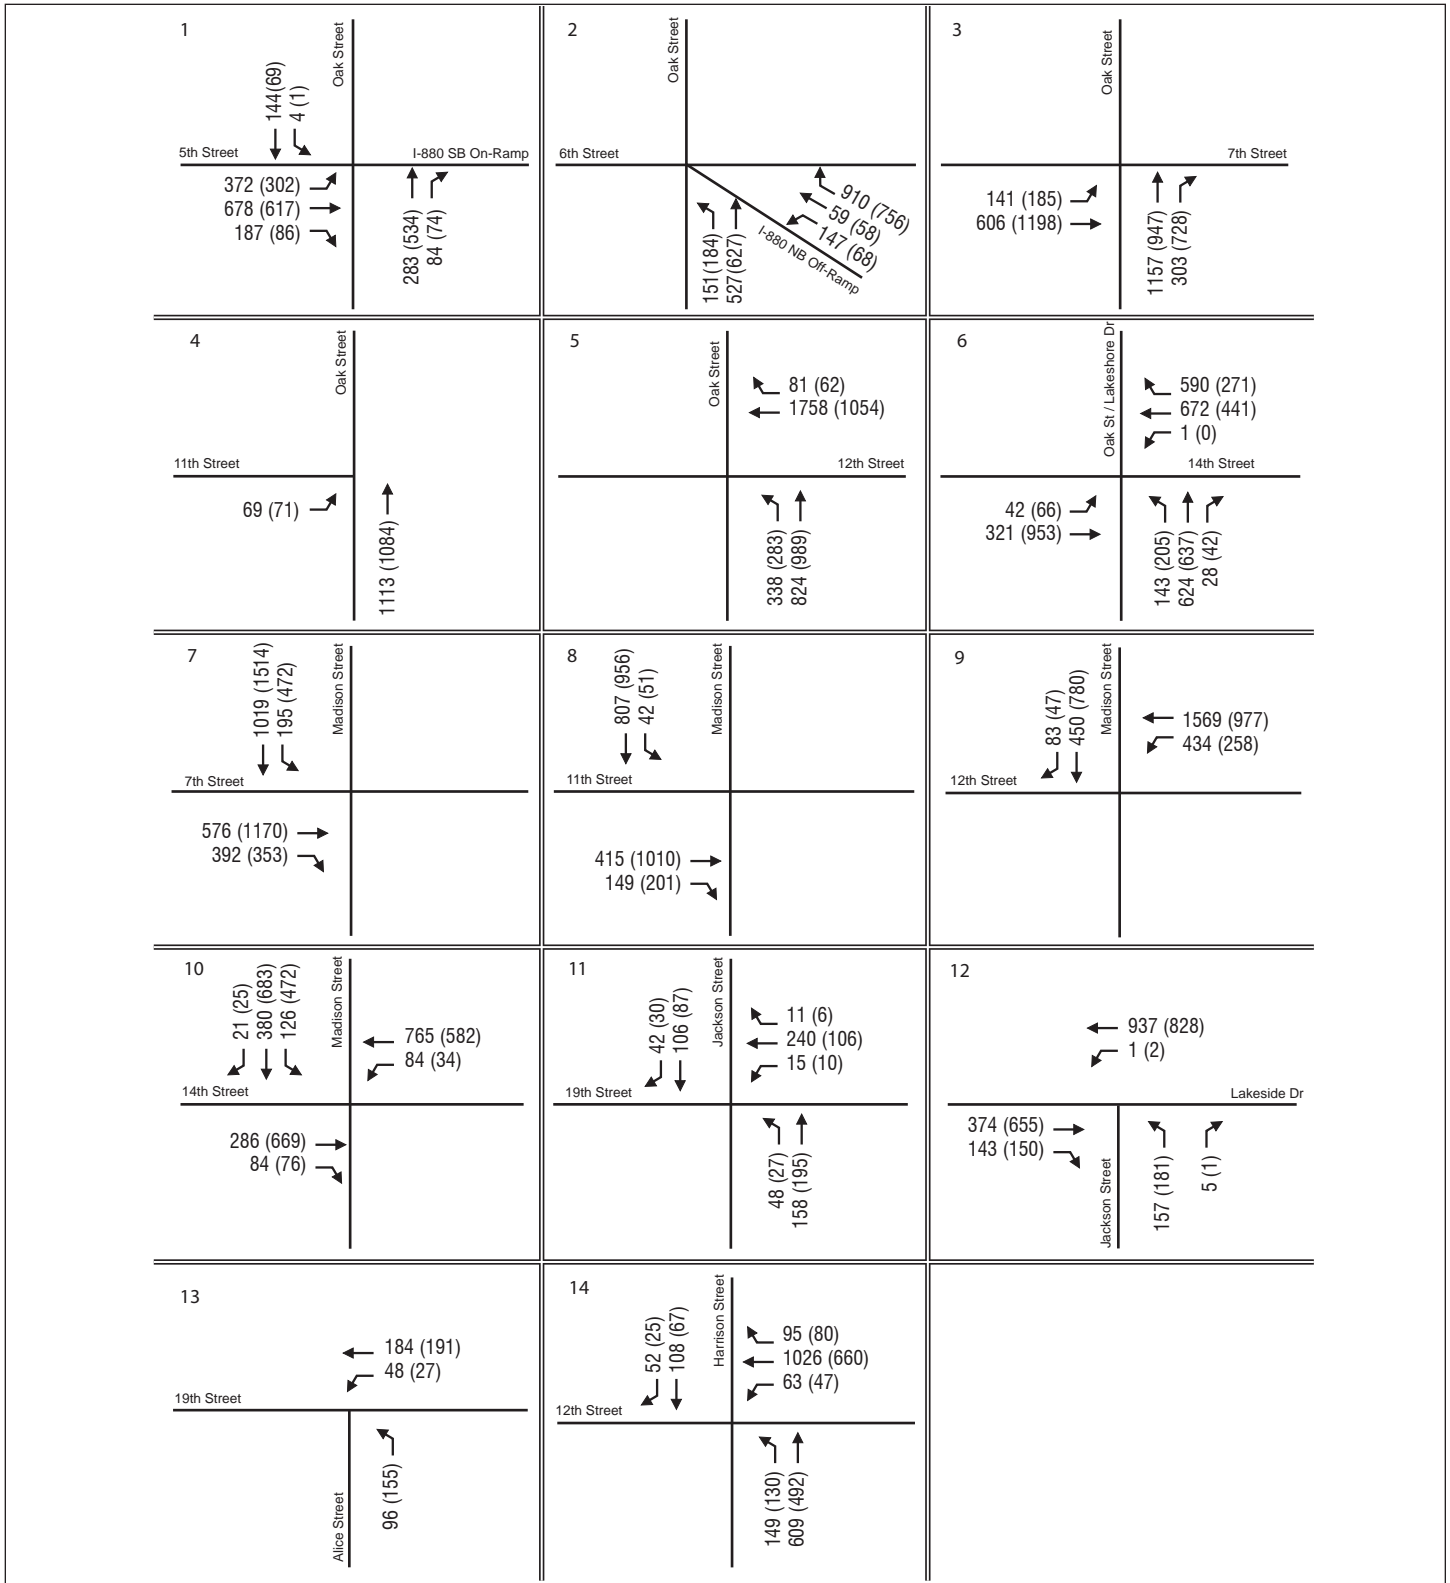 1
Oak Street
144(69)
4 (1)
5th Street
I-880 SB On-Ramp
372 (302)
678 (617)
187 (86)
283 (534)
84 (74)
2
Oak Street
6th Street
910 (756)
59 (58)
147 (68)
I-880 NB Off-Ramp
151(184)
527(627)
3
Oak Street
7th Street
141 (185)
606 (1198)
1157 (947)
303 (728)
4
Oak Street
11th Street
69 (71)
1113 (1084)
5
Oak Street
81 (62)
1758 (1054)
12th Street
338 (283)
824 (989)
6
Oak St / Lakeshore Dr
590 (271)
672 (441)
1 (0)
14th Street
42 (66)
321 (953)
143 (205)
624 (637)
28 (42)
7
1019 (1514)
195 (472)
Madison Street
7th Street
576 (1170)
392 (353)
8
807 (956)
42 (51)
Madison Street
11th Street
415 (1010)
149 (201)
9
83 (47)
450 (780)
Madison Street
1569 (977)
434 (258)
12th Street
10
21 (25)
380 (683)
126 (472)
Madison Street
765 (582)
84 (34)
14th Street
286 (669)
84 (76)
11
42 (30)
106 (87)
Jackson Street
11 (6)
240 (106)
15 (10)
19th Street
48 (27)
158 (195)
12
937 (828)
1 (2)
Lakeside Dr
374 (655)
143 (150)
Jackson Street
157 (181)
5 (1)
13
184 (191)
48 (27)
19th Street
Alice Street
96 (155)
14
52 (25)
108 (67)
Harrison Street
95 (80)
1026 (660)
63 (47)
12th Street
149 (130)
609 (492)